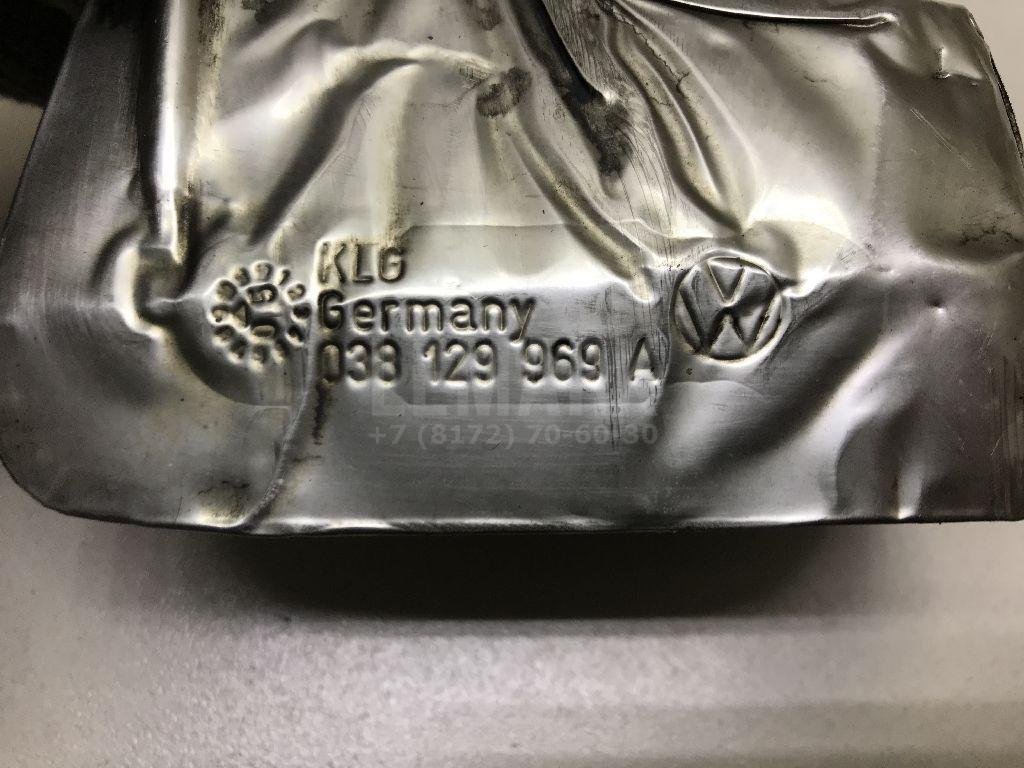 KLG
Germany
038 129 969 A
+7 (8172) 70-60-30